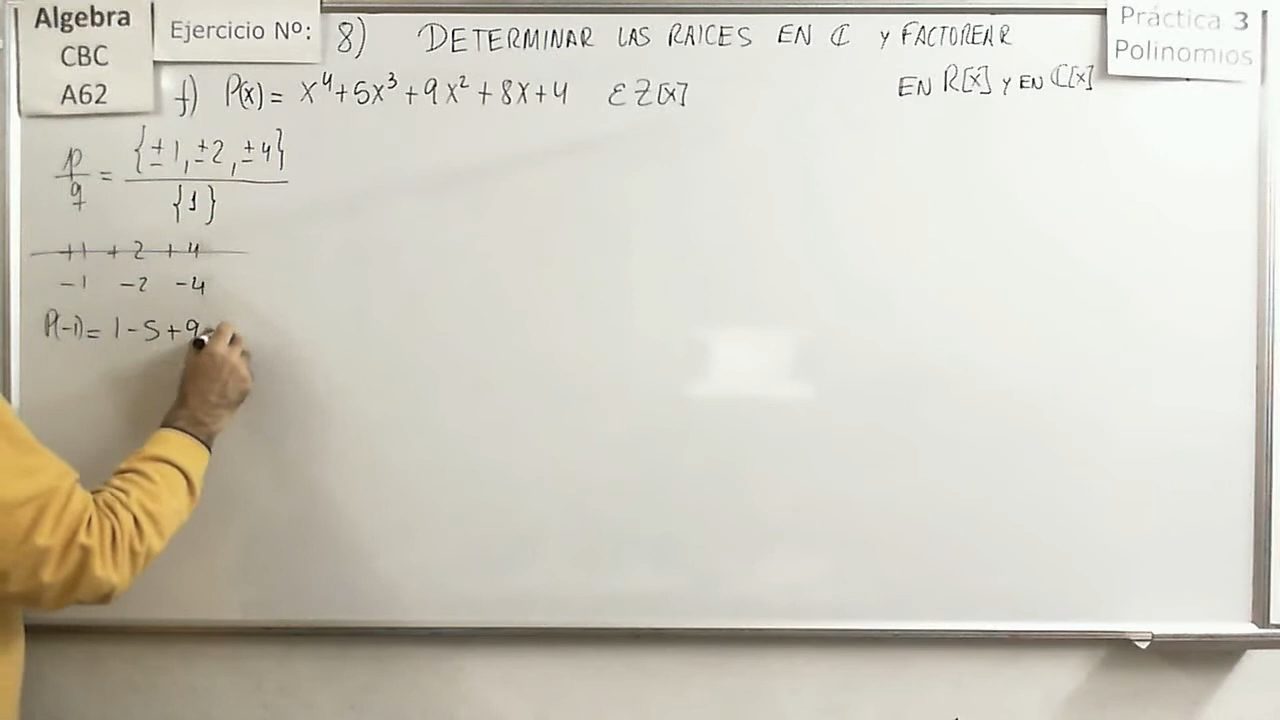 Algebra
CBC
A62
Ejercicio Nº:
8) DETERMINAR LAS RAICES EN ℂ y FACTOREAR
EN R[X] y EN ℂ[X]
Práctica 3
Polinomios
f) P(x) = x⁴+5x³+9x²+8x+4 ∈ Z[x]
p/q = {±1, ±2, ±4}/{1}
+1 +2 +4
-1 -2 -4
P(-1) = 1-5+9